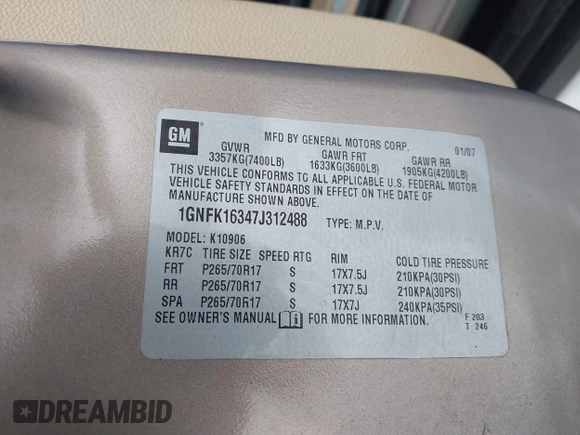 GM
MFD BY GENERAL MOTORS CORP. 01/07
GVWR GAWR FRT GAWR RR
3357KG(7400LB) 1633KG(3600LB) 1905KG(4200LB)
THIS VEHICLE CONFORMS TO ALL APPLICABLE U.S. FEDERAL MOTOR
VEHICLE SAFETY STANDARDS IN EFFECT ON THE DATE OF
MANUFACTURE SHOWN ABOVE.
1GNFK16347J312488 TYPE: M.P.V.
MODEL: K10906
KR7C TIRE SIZE SPEED RTG RIM COLD TIRE PRESSURE
FRT P265/70R17 S 17X7.5J 210KPA(30PSI)
RR P265/70R17 S 17X7.5J 210KPA(30PSI)
SPA P265/70R17 S 17X7J 240KPA(35PSI)
SEE OWNER'S MANUAL FOR MORE INFORMATION.
F 203
T 246
DREAMBID